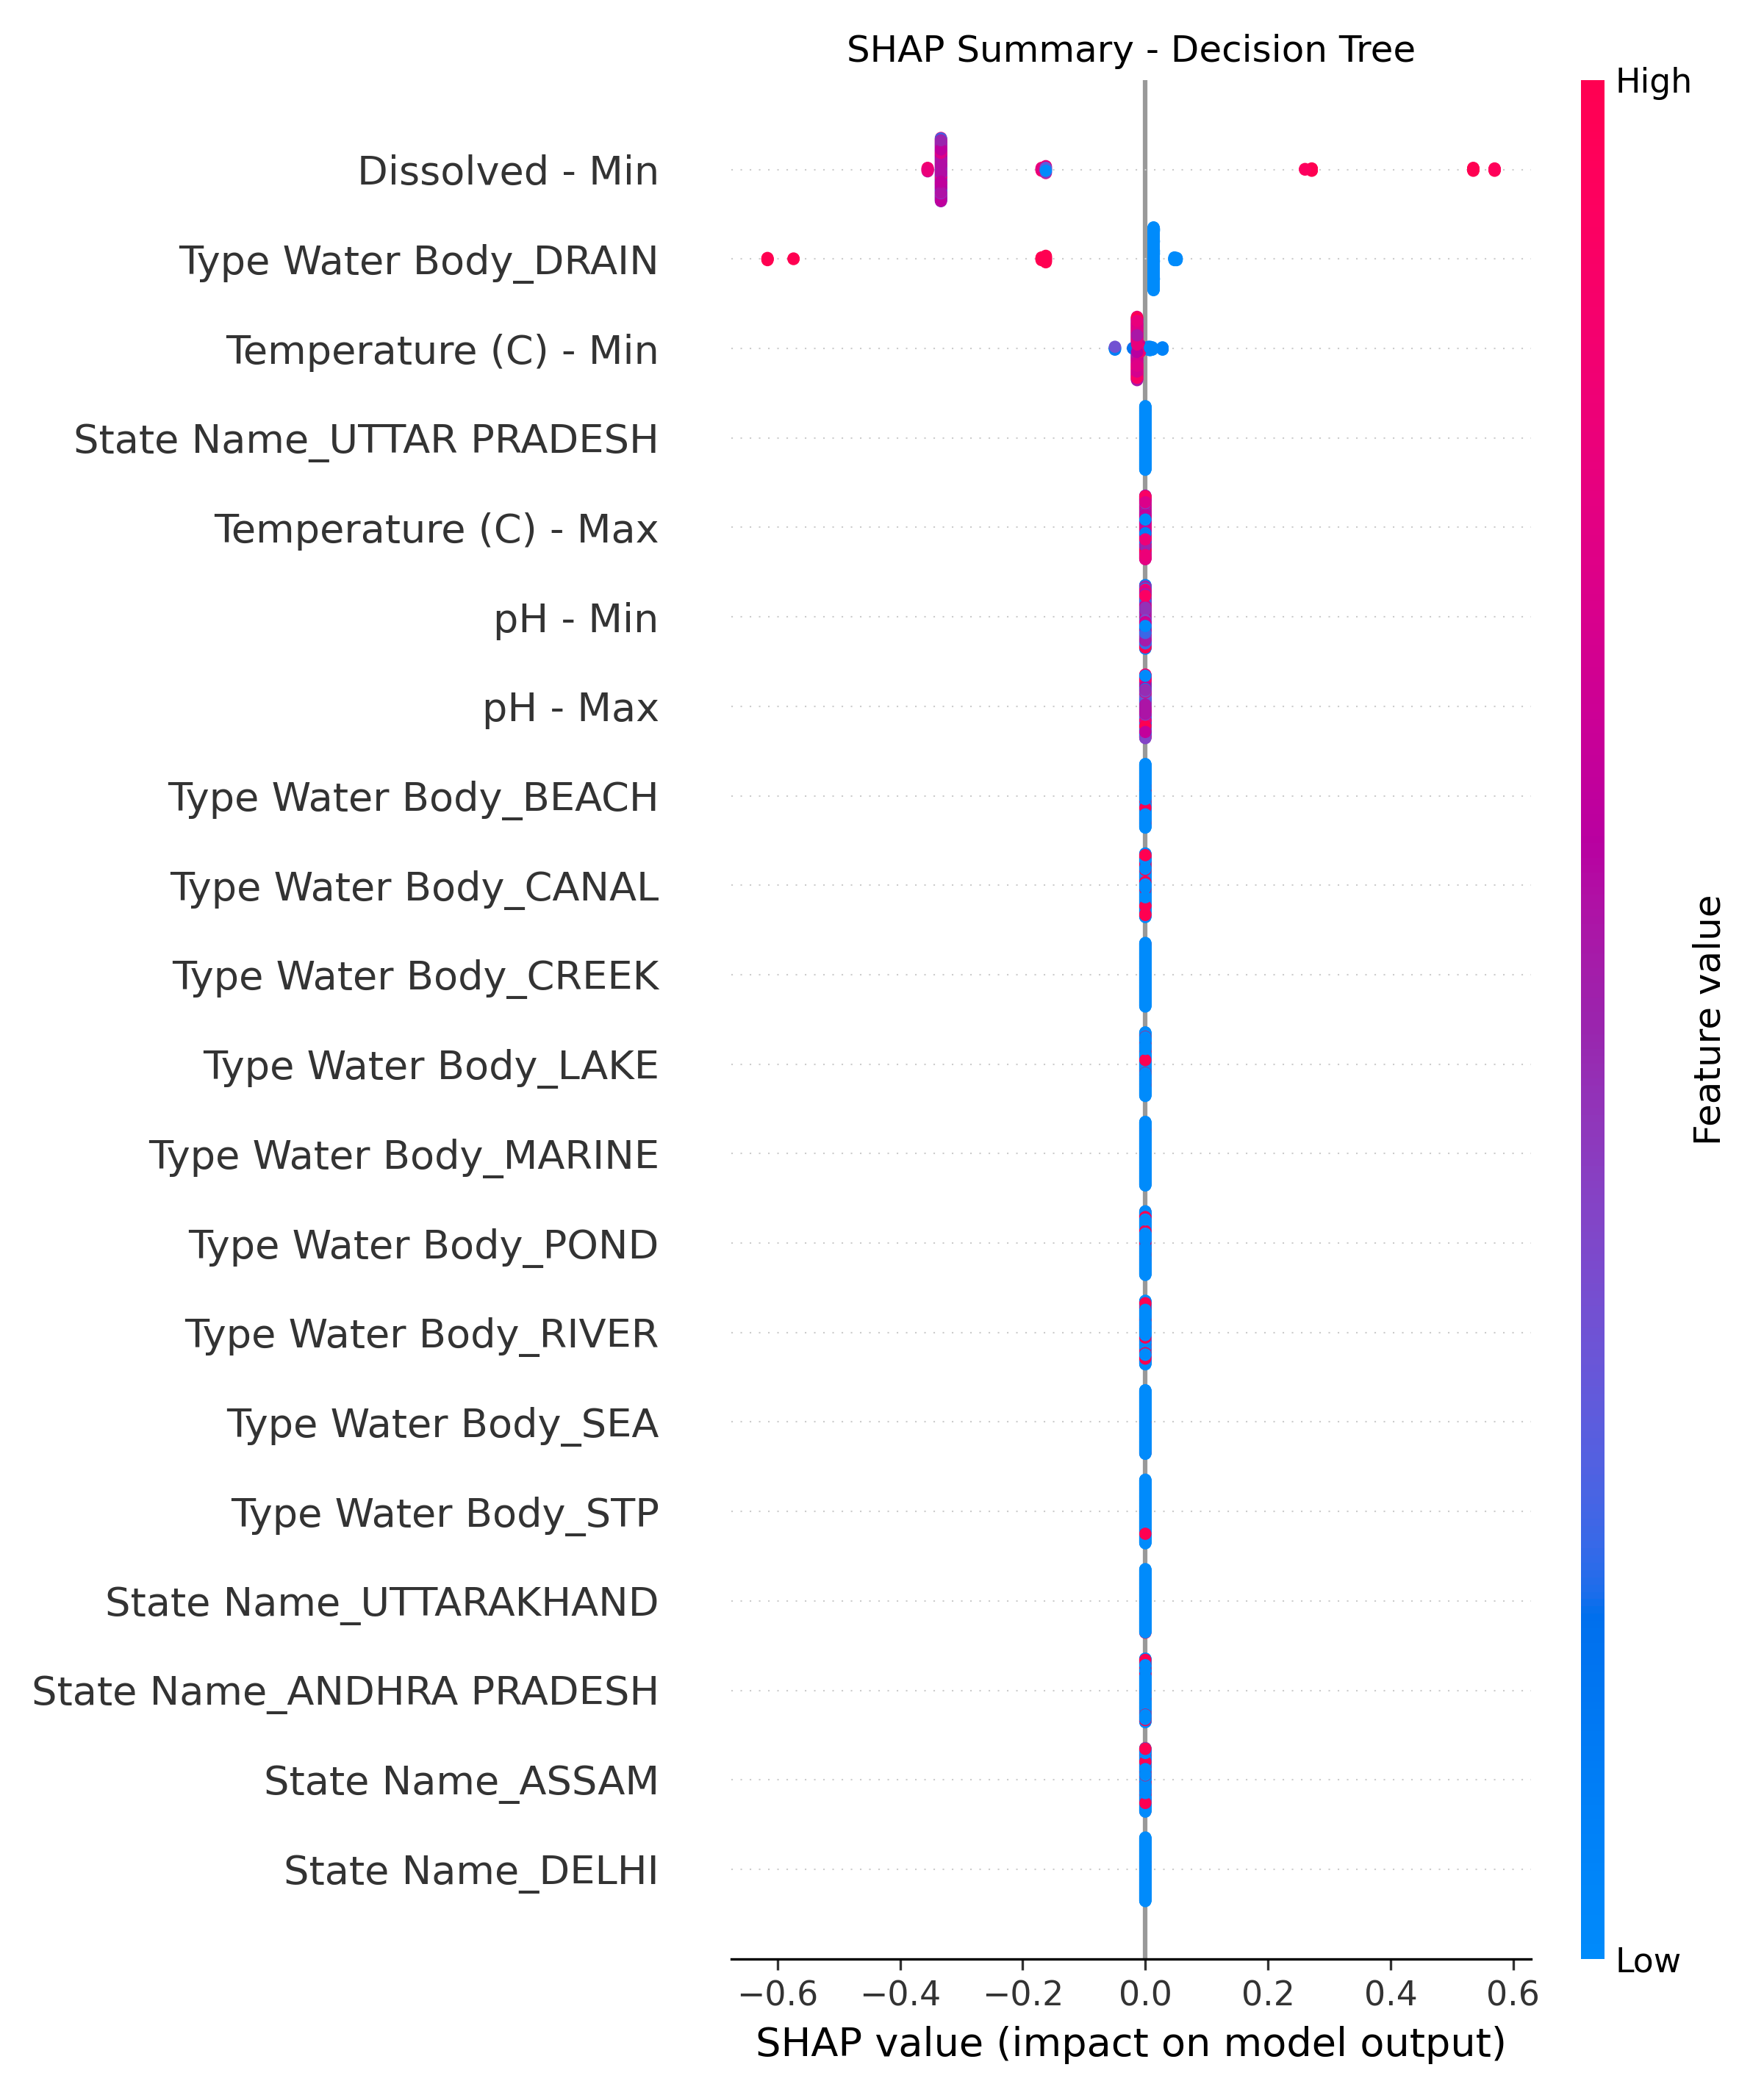 SHAP Summary - Decision Tree
High
Dissolved - Min
Type Water Body_DRAIN
Temperature (C) - Min
State Name_UTTAR PRADESH
Temperature (C) - Max
pH - Min
pH - Max
Type Water Body_BEACH
Type Water Body_CANAL
Type Water Body_CREEK
Type Water Body_LAKE
Type Water Body_MARINE
Type Water Body_POND
Type Water Body_RIVER
Type Water Body_SEA
Type Water Body_STP
State Name_UTTARAKHAND
State Name_ANDHRA PRADESH
State Name_ASSAM
State Name_DELHI
Feature value
Low
−0.6 −0.4 −0.2 0.0 0.2 0.4 0.6
SHAP value (impact on model output)